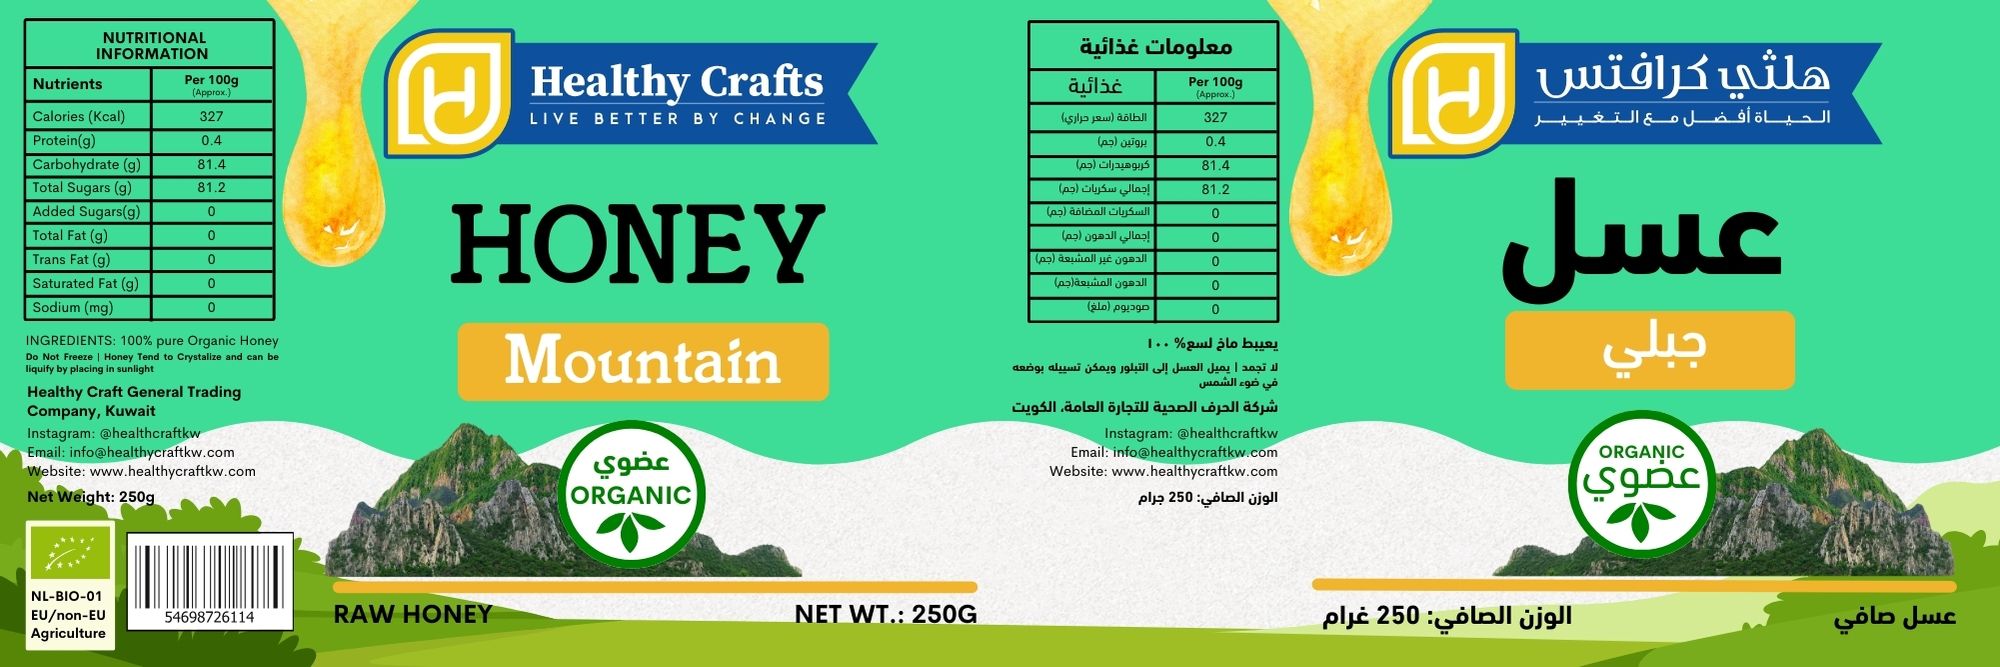 NUTRITIONAL
INFORMATION
Nutrients
Per 100g
(Approx.)
Calories (Kcal) 327
Protein(g) 0.4
Carbohydrate (g) 81.4
Total Sugars (g) 81.2
Added Sugars(g) 0
Total Fat (g) 0
Trans Fat (g) 0
Saturated Fat (g) 0
Sodium (mg) 0
INGREDIENTS: 100% pure Organic Honey
Do Not Freeze | Honey Tend to Crystalize and can be
liquify by placing in sunlight
Healthy Craft General Trading
Company, Kuwait
Instagram: @healthcraftkw
Email: info@healthycraftkw.com
Website: www.healthycraftkw.com
Net Weight: 250g
NL-BIO-01
EU/non-EU
Agriculture
54698726114
Healthy Crafts
LIVE BETTER BY CHANGE
HONEY
Mountain
عضوي
ORGANIC
RAW HONEY
NET WT.: 250G
معلومات غذائية
غذائية
Per 100g
(Approx.)
الطاقة (سعر حراري) 327
بروتين (جم) 0.4
كربوهيدرات (جم) 81.4
إجمالي سكريات (جم) 81.2
السكريات المضافة (جم) 0
إجمالي الدهون (جم) 0
الدهون غير المشبعة (جم) 0
الدهون المشبعة(جم) 0
صوديوم (ملغ) 0
يعيبط ماخ لسع% ١٠٠
لا تجمد | يميل العسل إلى التبلور ويمكن تسييله بوضعه
في ضوء الشمس
شركة الحرف الصحية للتجارة العامة، الكويت
Instagram: @healthcraftkw
Email: info@healthycraftkw.com
Website: www.healthycraftkw.com
الوزن الصافي: 250 جرام
هلثي كرافتس
الحياة أفضل مع التغيير
عسل
جبلي
ORGANIC
عضوي
الوزن الصافي: 250 غرام
عسل صافي